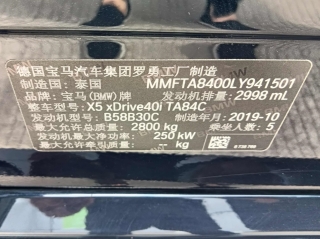 德国宝马汽车集团罗勇工厂制造
制造国：泰国 MMFTA8400LY941501
品牌：宝马(BMW)牌 发动机排量：2998 mL
整车型号：X5 xDrive40i TA84C
发动机型号：B58B30C 制造年月：2019-10
最大允许总质量：2800 kg 乘坐人数：5
发动机最大净功率：250 kW
最大允许牵引质量：-- kg